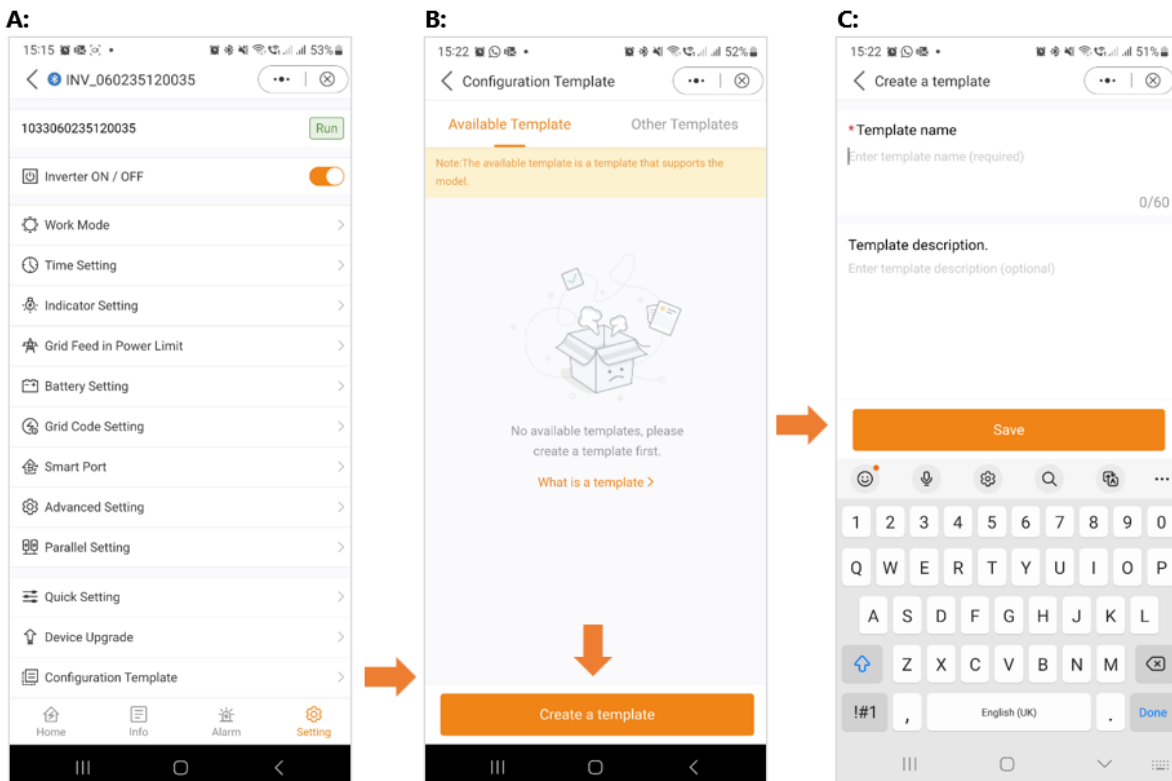 A:
15:15 53%
INV_060235120035
1033060235120035 Run
Inverter ON / OFF
Work Mode
Time Setting
Indicator Setting
Grid Feed in Power Limit
Battery Setting
Grid Code Setting
Smart Port
Advanced Setting
Parallel Setting
Quick Setting
Device Upgrade
Configuration Template
Home Info Alarm Setting
B:
15:22 52%
Configuration Template
Available Template Other Templates
Note:The available template is a template that supports the
model.
No available templates, please
create a template first.
What is a template >
Create a template
C:
15:22 51%
Create a template
*Template name
Enter template name (required)
0/60
Template description.
Enter template description (optional)
Save
1 2 3 4 5 6 7 8 9 0
Q W E R T Y U I O P
A S D F G H J K L
Z X C V B N M
!#1 , English (UK) . Done